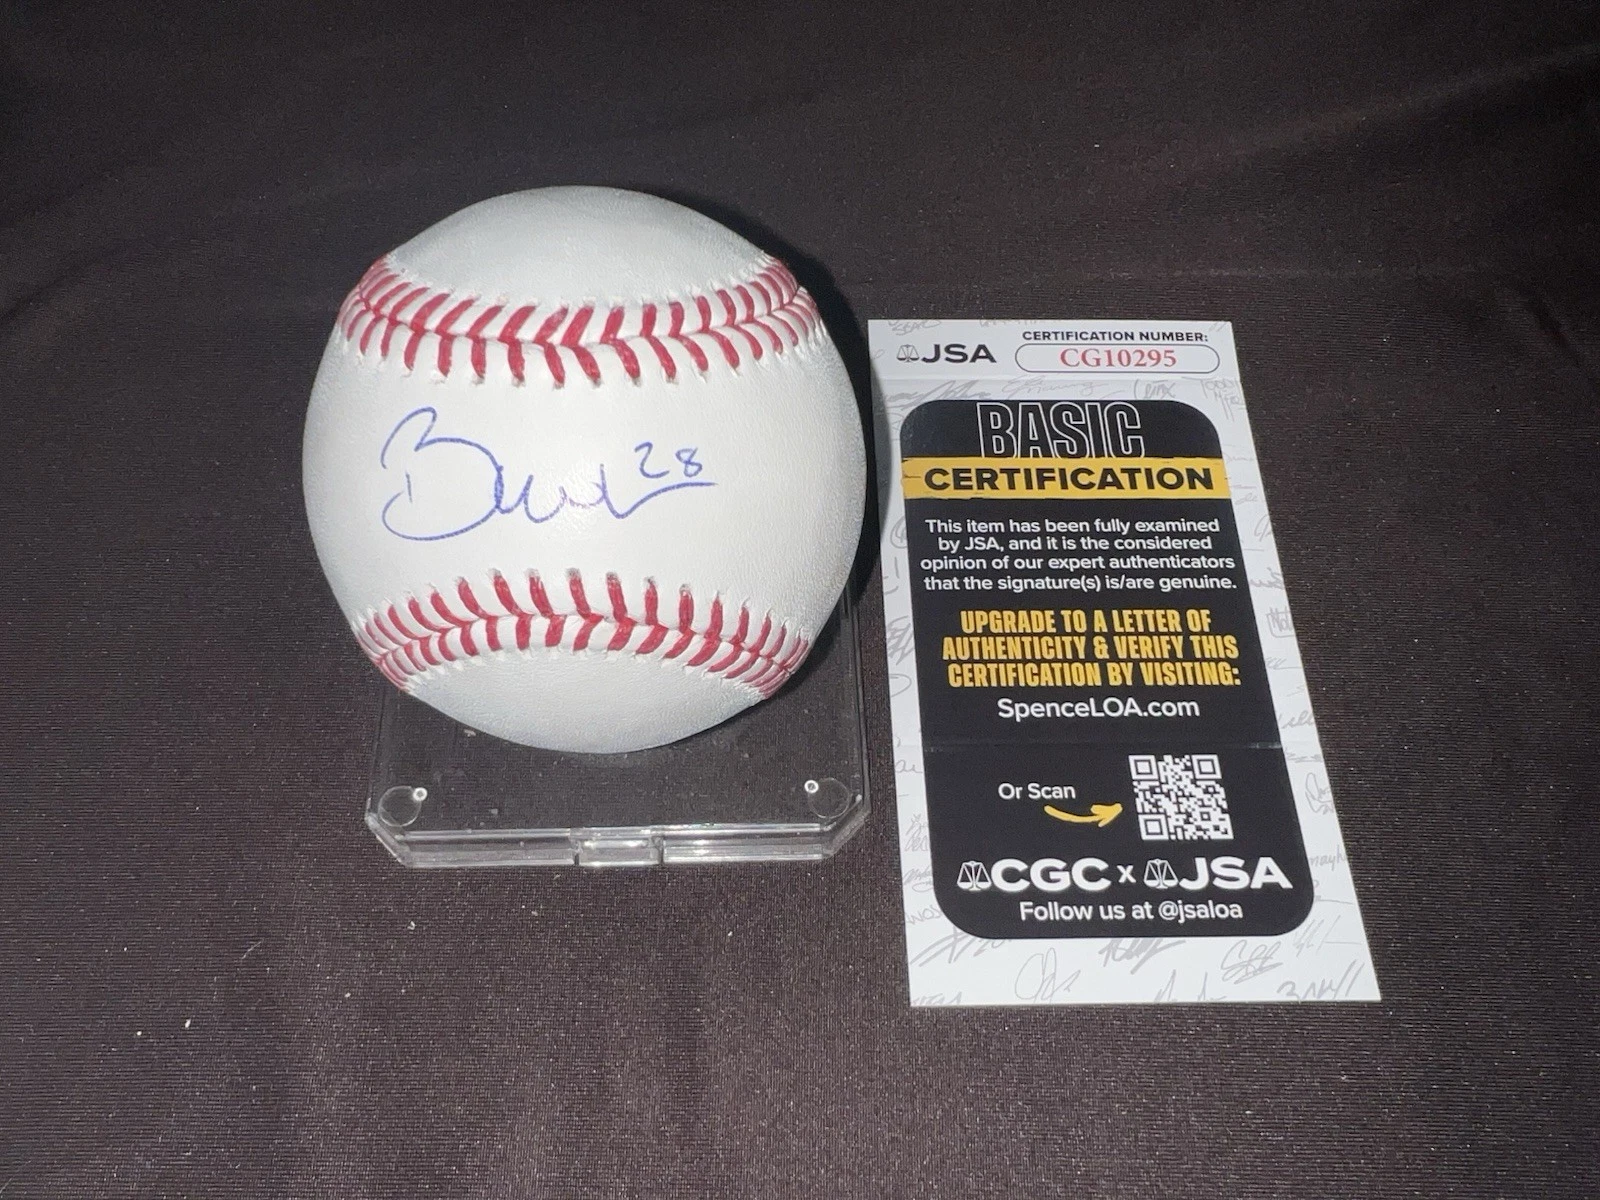 28
JSA
CERTIFICATION NUMBER:
CG10295
BASIC
CERTIFICATION
This item has been fully examined
by JSA, and it is the considered
opinion of our expert authenticators
that the signature(s) is/are genuine.
UPGRADE TO A LETTER OF
AUTHENTICITY & VERIFY THIS
CERTIFICATION BY VISITING:
SpenceLOA.com
Or Scan
CGC x JSA
Follow us at @jsaloa